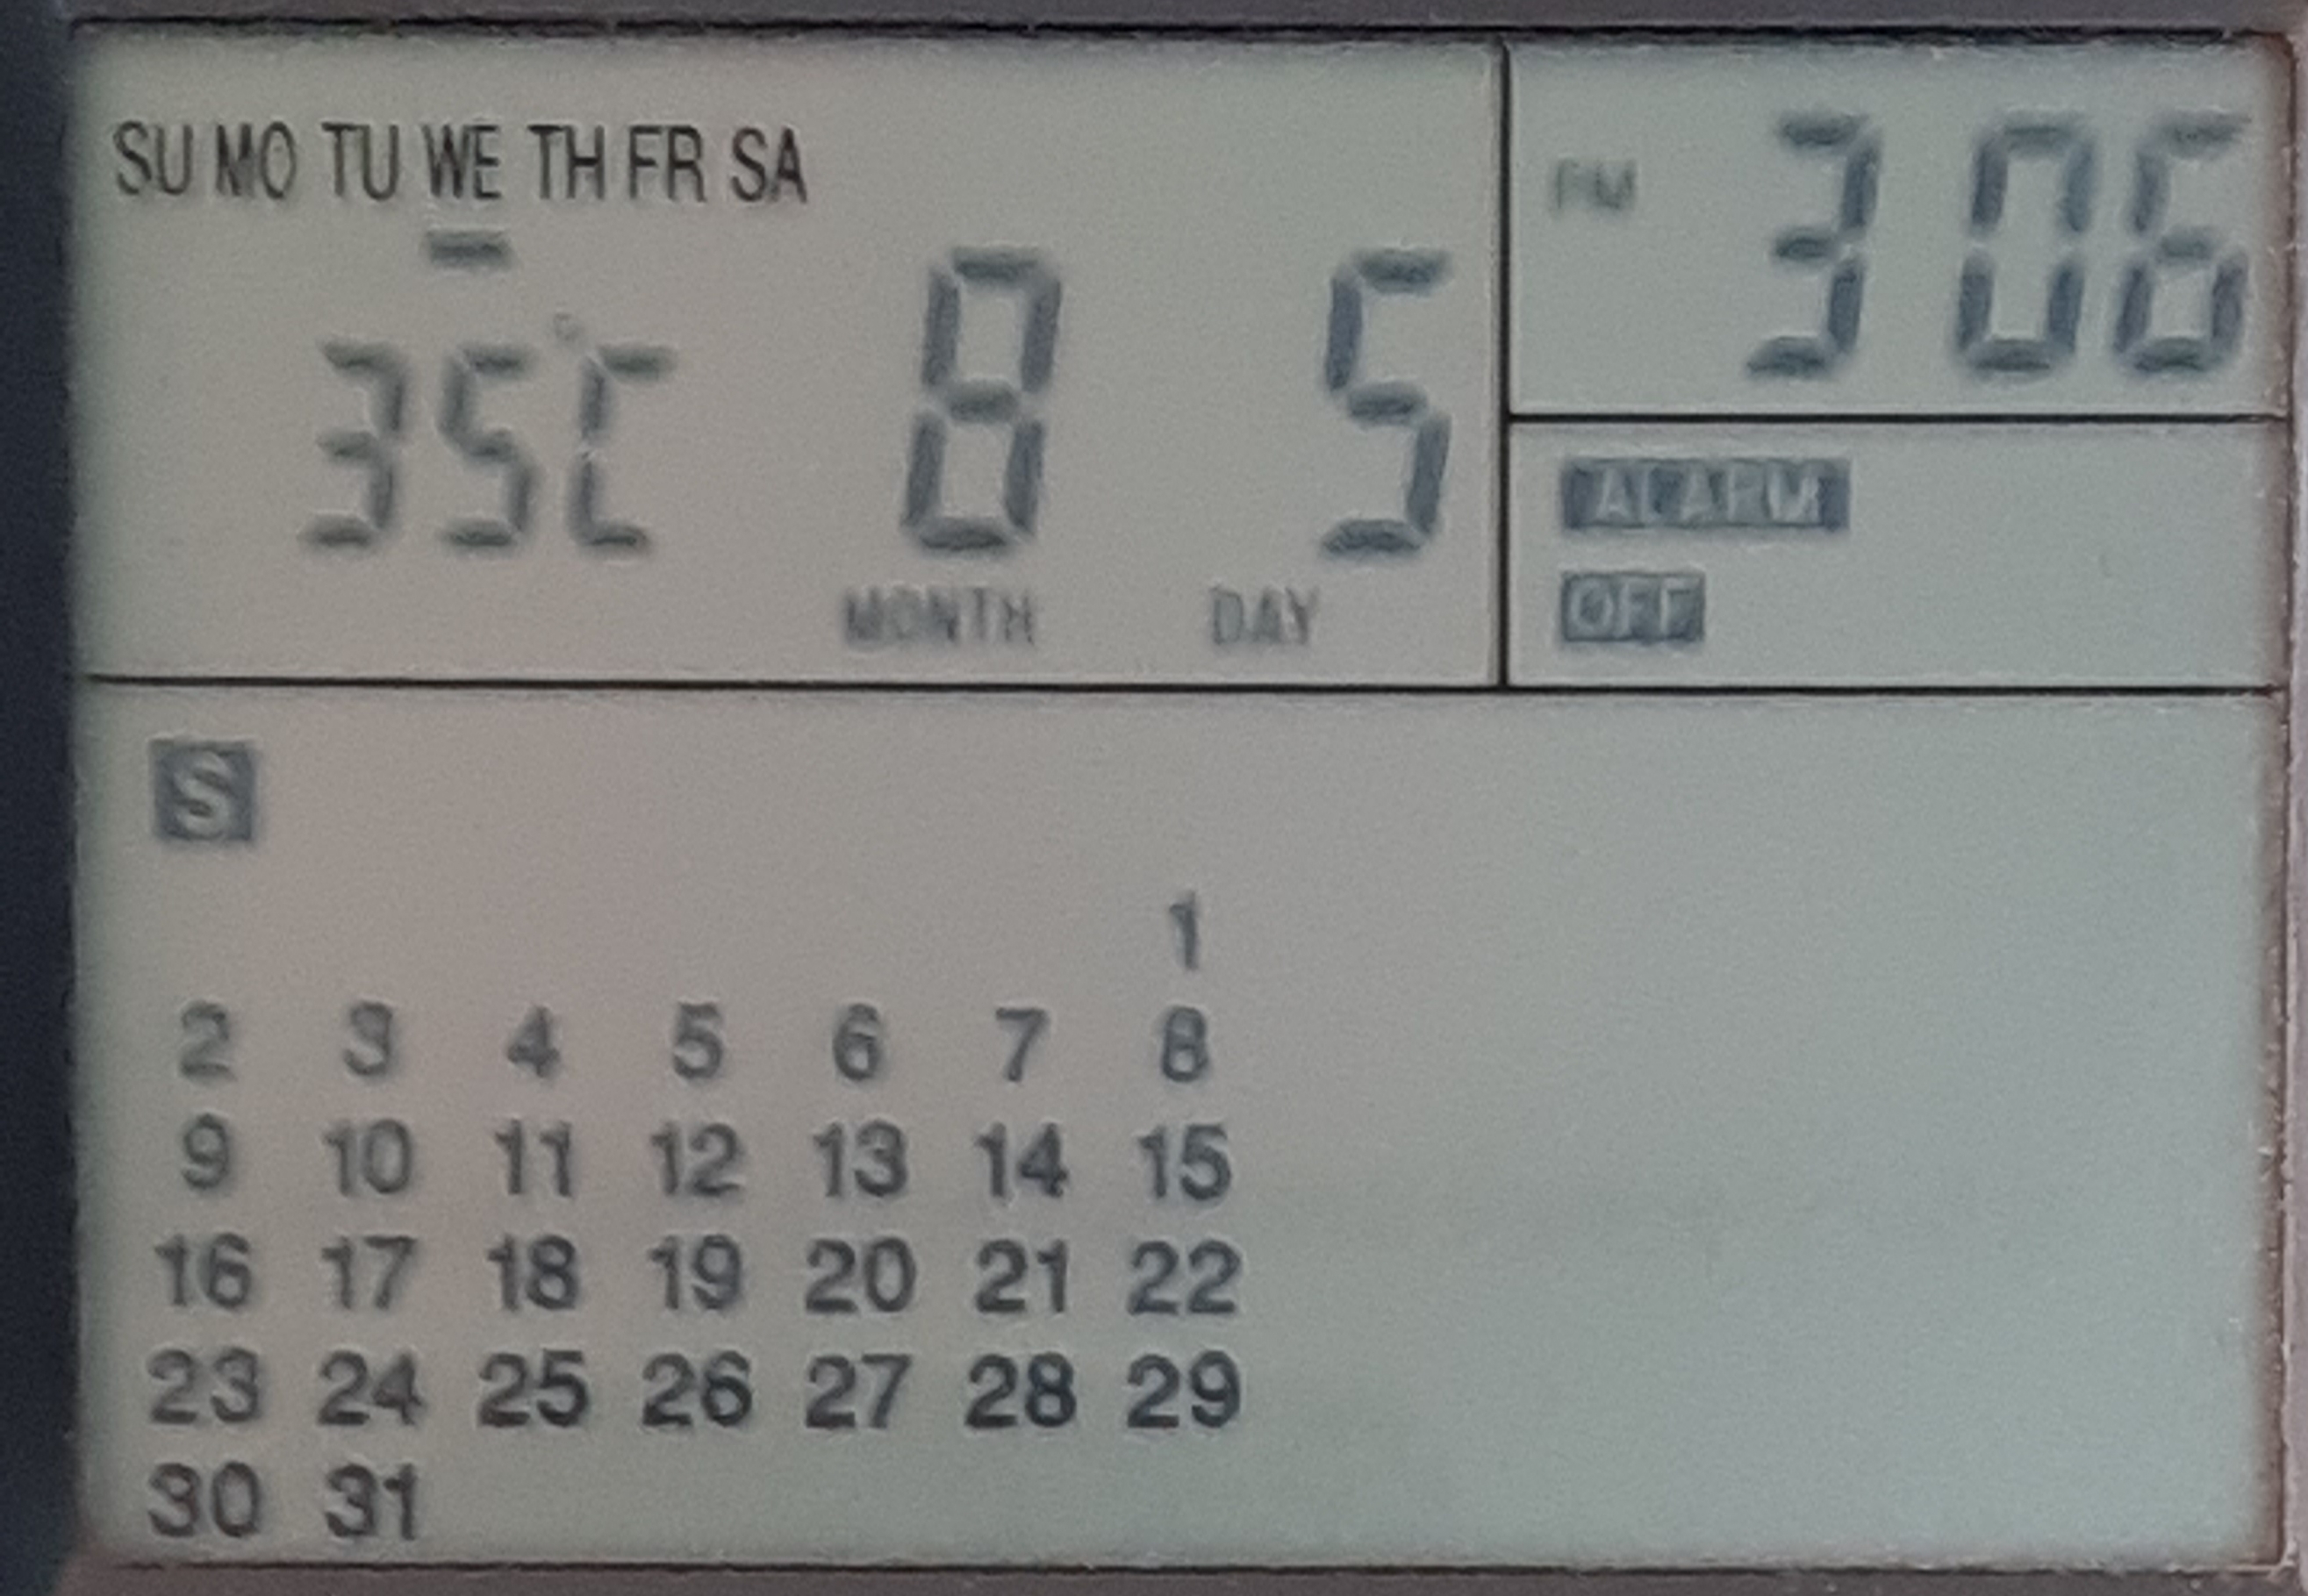 SU MO TU WE TH FR SA
35°C 8 5
MONTH DAY
PM 3 06
ALARM
OFF
S
1
2 3 4 5 6 7 8
9 10 11 12 13 14 15
16 17 18 19 20 21 22
23 24 25 26 27 28 29
30 31